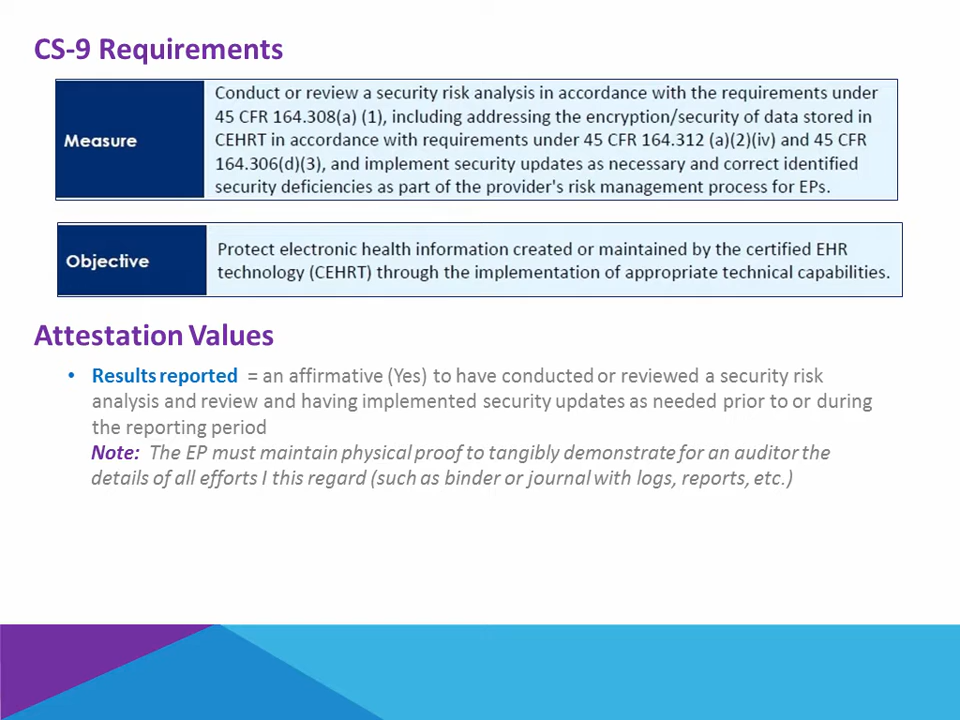 CS-9 Requirements
Measure
Conduct or review a security risk analysis in accordance with the requirements under
45 CFR 164.308(a) (1), including addressing the encryption/security of data stored in
CEHRT in accordance with requirements under 45 CFR 164.312 (a)(2)(iv) and 45 CFR
164.306(d)(3), and implement security updates as necessary and correct identified
security deficiencies as part of the provider's risk management process for EPs.
Objective
Protect electronic health information created or maintained by the certified EHR
technology (CEHRT) through the implementation of appropriate technical capabilities.
Attestation Values
• Results reported = an affirmative (Yes) to have conducted or reviewed a security risk
analysis and review and having implemented security updates as needed prior to or during
the reporting period
Note: The EP must maintain physical proof to tangibly demonstrate for an auditor the
details of all efforts I this regard (such as binder or journal with logs, reports, etc.)